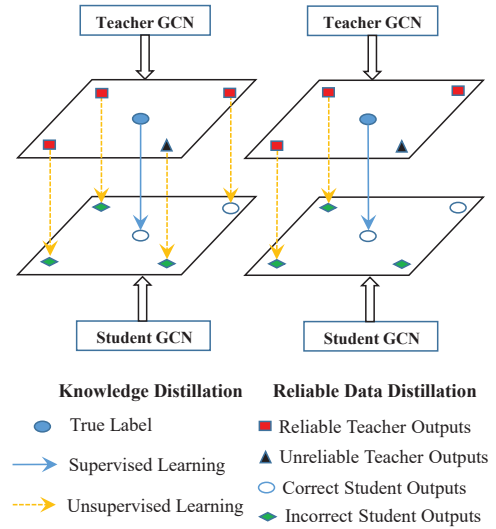 Teacher GCN
Teacher GCN
Student GCN
Student GCN
Knowledge Distillation
Reliable Data Distillation
True Label
Supervised Learning
Unsupervised Learning
Reliable Teacher Outputs
Unreliable Teacher Outputs
Correct Student Outputs
Incorrect Student Outputs